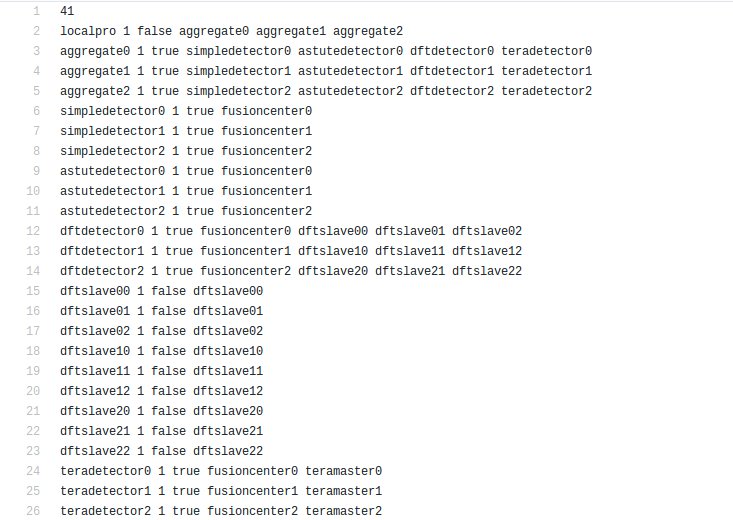 1 41
2 localpro 1 false aggregate0 aggregate1 aggregate2
3 aggregate0 1 true simpledetector0 astutedetector0 dftdetector0 teradetector0
4 aggregate1 1 true simpledetector1 astutedetector1 dftdetector1 teradetector1
5 aggregate2 1 true simpledetector2 astutedetector2 dftdetector2 teradetector2
6 simpledetector0 1 true fusioncenter0
7 simpledetector1 1 true fusioncenter1
8 simpledetector2 1 true fusioncenter2
9 astutedetector0 1 true fusioncenter0
10 astutedetector1 1 true fusioncenter1
11 astutedetector2 1 true fusioncenter2
12 dftdetector0 1 true fusioncenter0 dftslave00 dftslave01 dftslave02
13 dftdetector1 1 true fusioncenter1 dftslave10 dftslave11 dftslave12
14 dftdetector2 1 true fusioncenter2 dftslave20 dftslave21 dftslave22
15 dftslave00 1 false dftslave00
16 dftslave01 1 false dftslave01
17 dftslave02 1 false dftslave02
18 dftslave10 1 false dftslave10
19 dftslave11 1 false dftslave11
20 dftslave12 1 false dftslave12
21 dftslave20 1 false dftslave20
22 dftslave21 1 false dftslave21
23 dftslave22 1 false dftslave22
24 teradetector0 1 true fusioncenter0 teramaster0
25 teradetector1 1 true fusioncenter1 teramaster1
26 teradetector2 1 true fusioncenter2 teramaster2